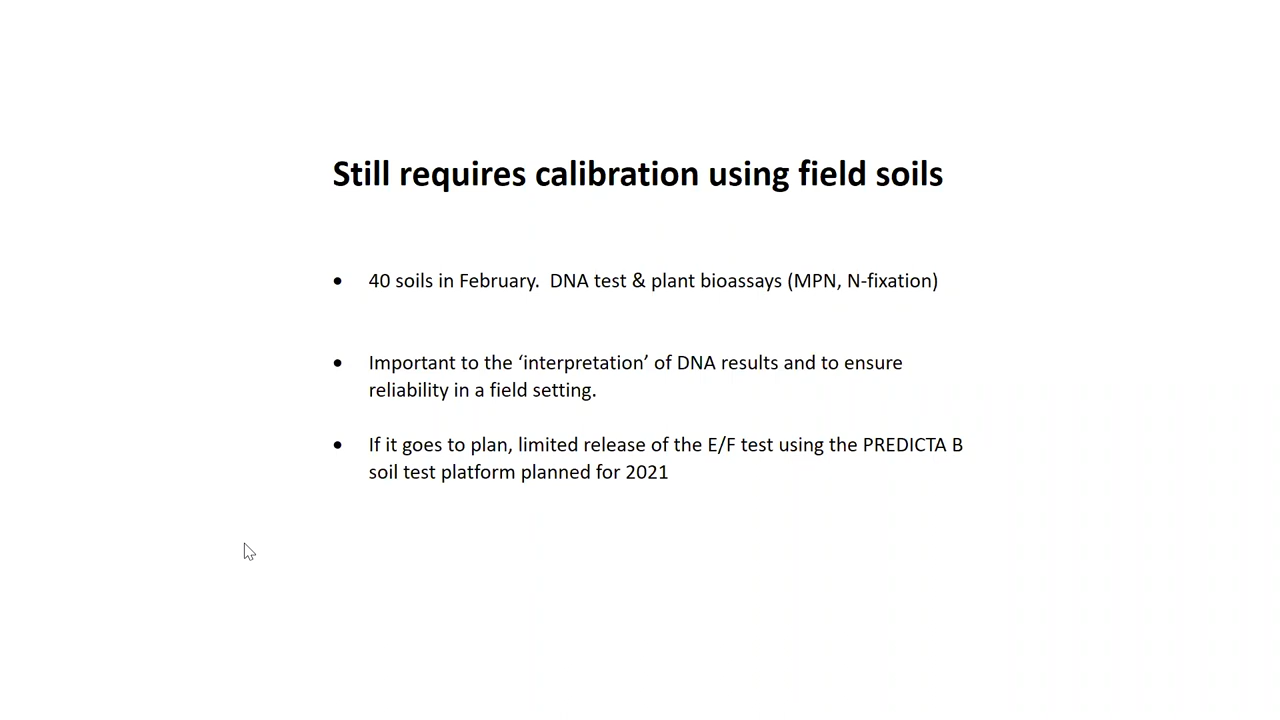 Still requires calibration using field soils
• 40 soils in February.  DNA test & plant bioassays (MPN, N-fixation)
• Important to the ‘interpretation’ of DNA results and to ensure
reliability in a field setting.
• If it goes to plan, limited release of the E/F test using the PREDICTA B
soil test platform planned for 2021